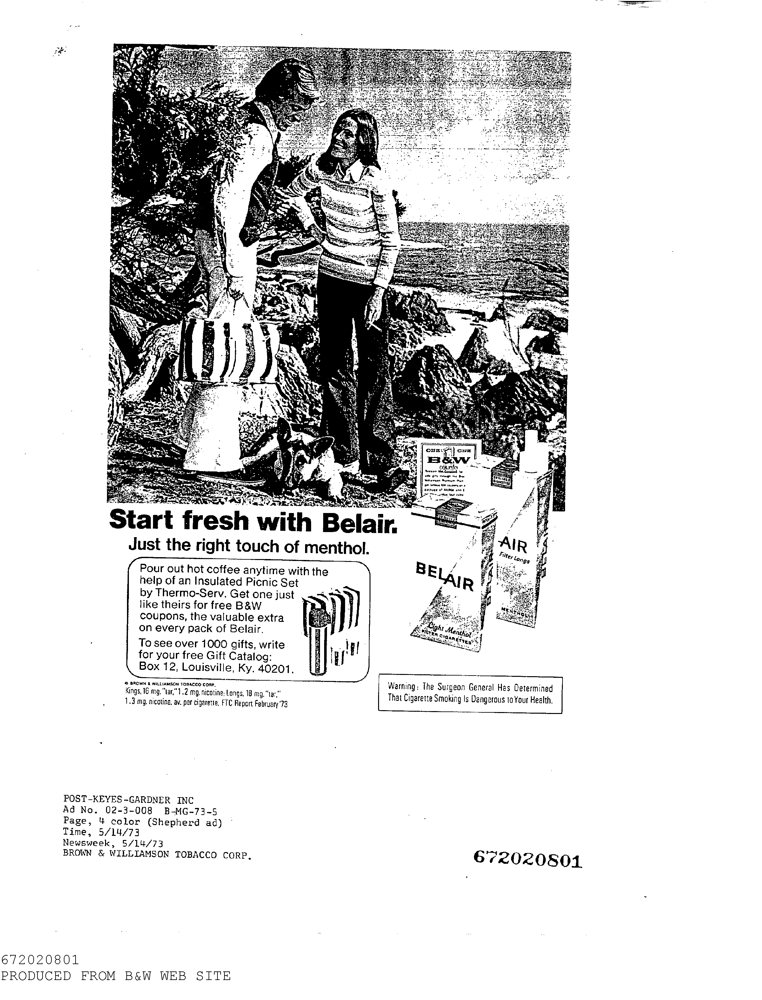 Start fresh with Belair.
Just the right touch of menthol.
Pour out hot coffee anytime with the
help of an Insulated Picnic Set
by Thermo-Serv. Get one just
like theirs for free B&W
coupons, the valuable extra
on every pack of Belair.
To see over 1000 gifts, write
for your free Gift Catalog:
Box 12, Louisville, Ky. 40201.
B&W
AIR
Filter Longs
BELAIR
Light Menthol
FILTER CIGARETTES
© BROWN & WILLIAMSON TOBACCO CORP.
Kings, 16 mg. "tar," 1.2 mg. nicotine; Longs, 18 mg. "tar,"
1.3 mg. nicotine, av. per cigarette, FTC Report February '73
Warning: The Surgeon General Has Determined
That Cigarette Smoking Is Dangerous to Your Health.
POST-KEYES-GARDNER INC
Ad No. 02-3-008 B-MG-73-5
Page, 4 color (Shepherd ad)
Time, 5/14/73
Newsweek, 5/14/73
BROWN & WILLIAMSON TOBACCO CORP.
672020801
672020801
PRODUCED FROM B&W WEB SITE